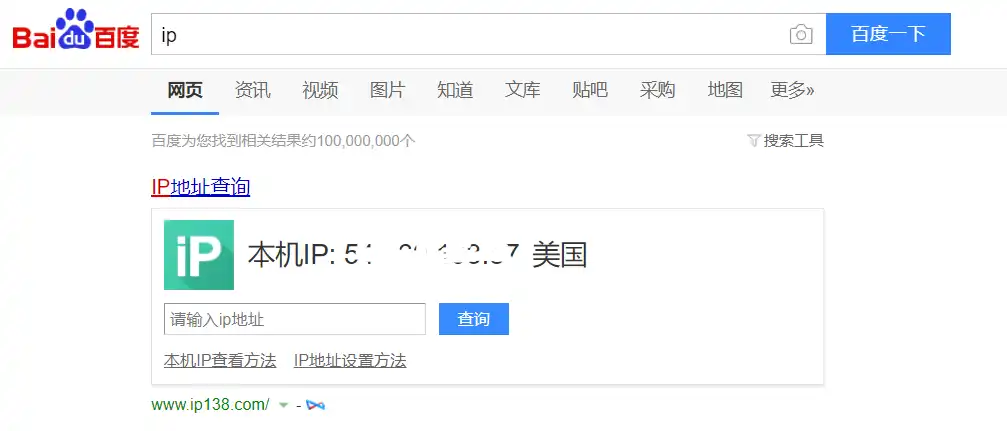 Bai du 百度
ip
百度一下
网页 资讯 视频 图片 知道 文库 贴吧 采购 地图 更多»
百度为您找到相关结果约100,000,000个 搜索工具
IP地址查询
iP
本机IP: 美国
请输入ip地址 查询
本机IP查看方法 IP地址设置方法
www.ip138.com/ -